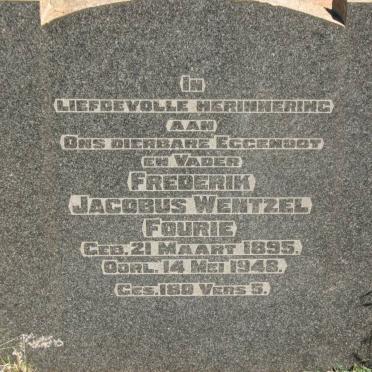 In
Liefdevolle Herinnering
aan
Ons dierbare Eggenoot
en Vader
Frederik
Jacobus Wentzel
Fourie
Geb. 21 Maart 1895.
Oorl. 14 Mei 1948.
Ges. 180 Vers 5.